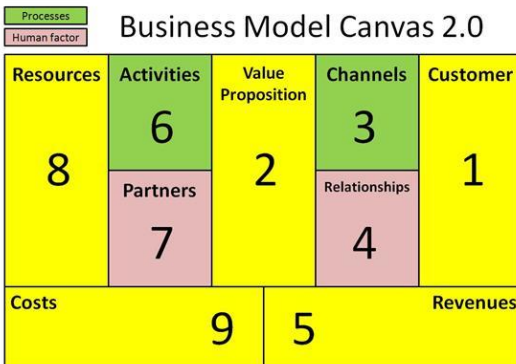 Processes
Human factor
Business Model Canvas 2.0
Resources
8
Activities
6
Partners
7
Value
Proposition
2
Channels
3
Relationships
4
Customer
1
Costs
9
5
Revenues